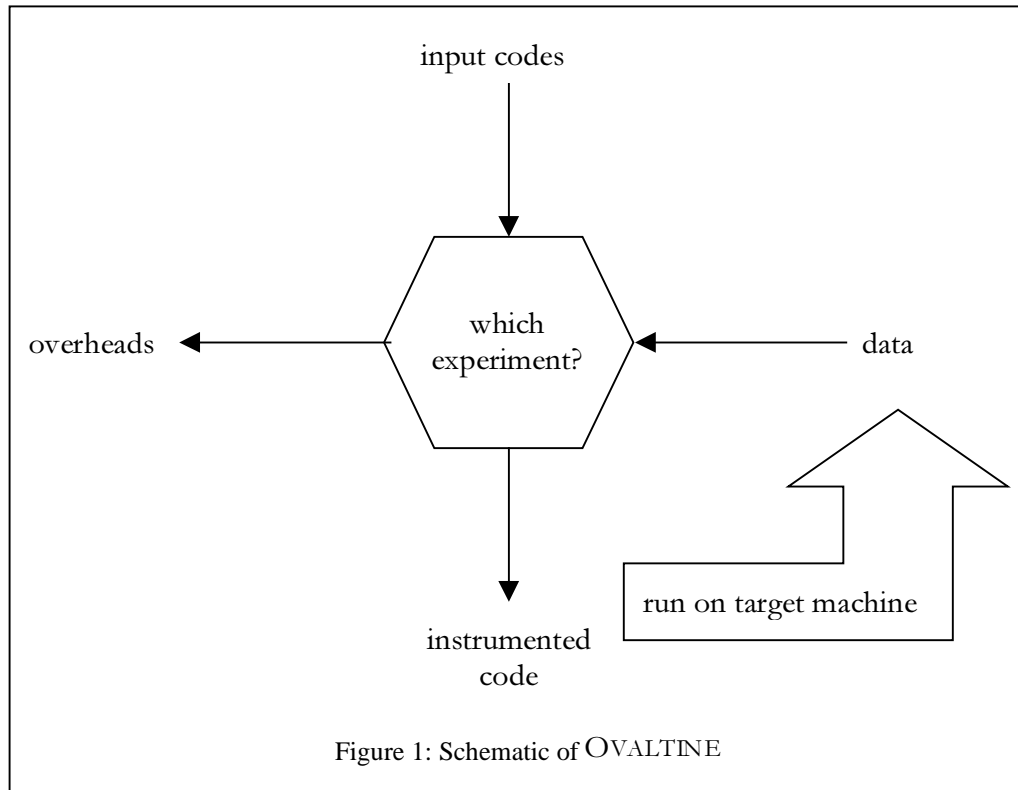 input codes
overheads
which
experiment?
data
run on target machine
instrumented
code
Figure 1: Schematic of OVALTINE